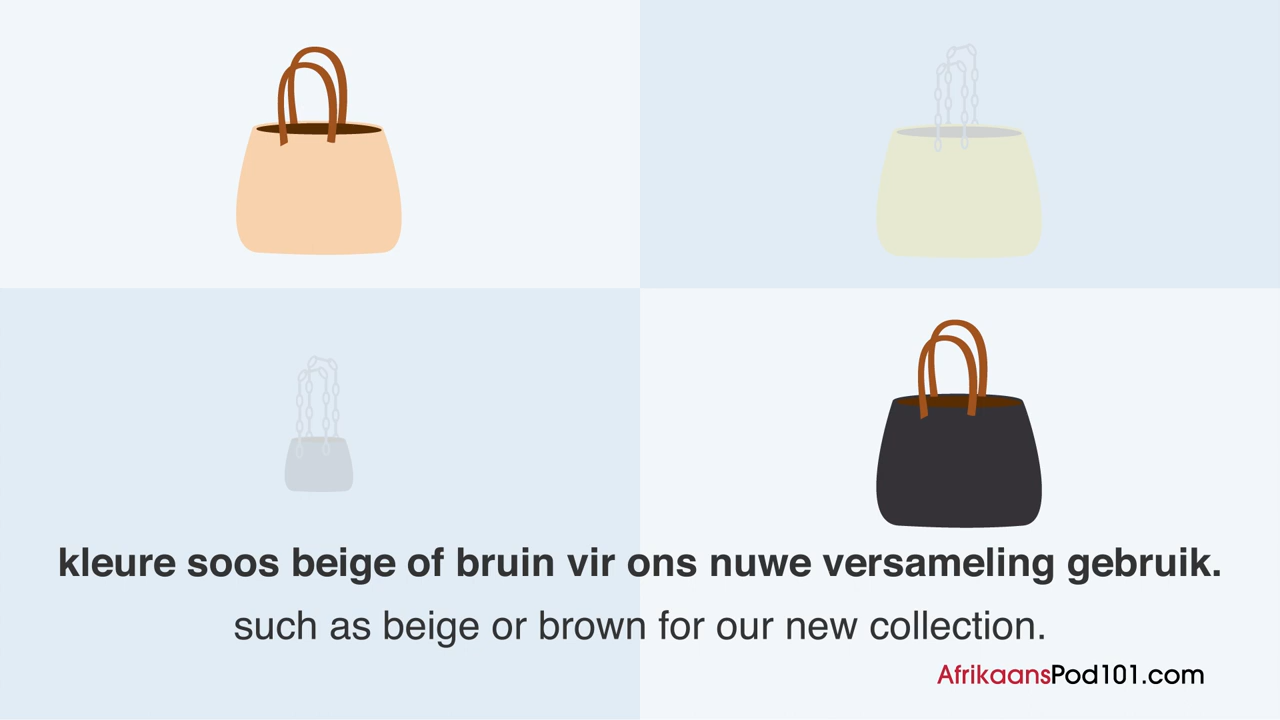 kleure soos beige of bruin vir ons nuwe versameling gebruik.
such as beige or brown for our new collection.
AfrikaansPod101.com